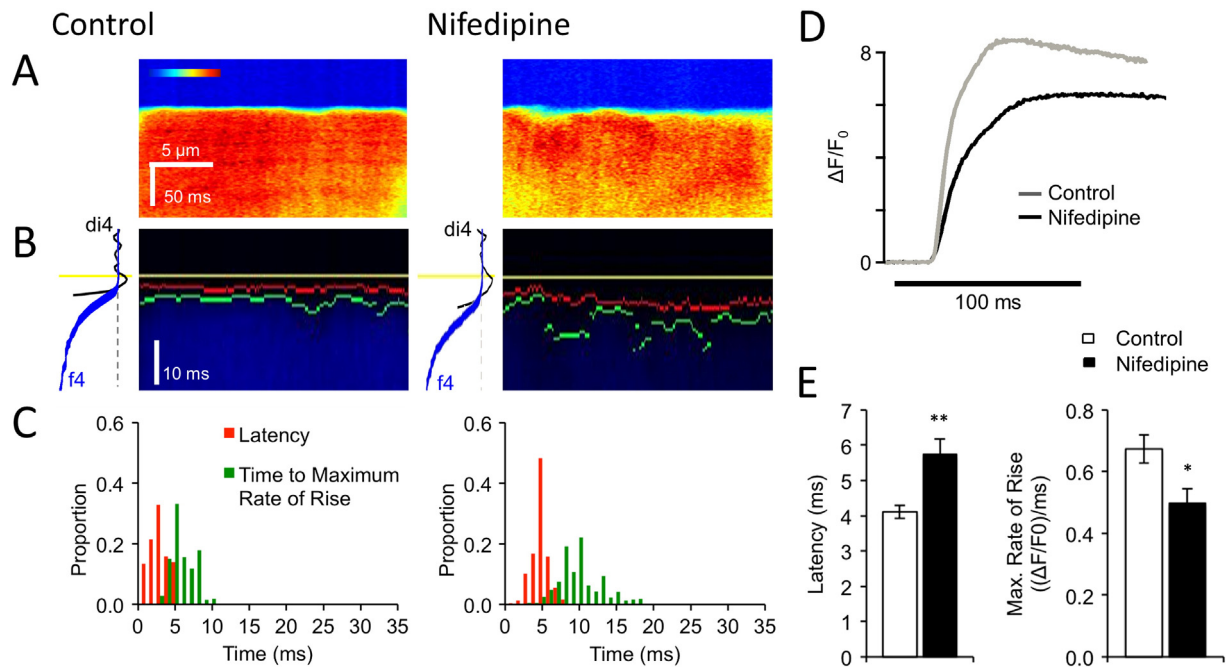 Control
Nifedipine
A
5 µm
50 ms
B
di4
f4
10 ms
di4
f4
C
Proportion
0.6
0.4
0.2
0.0
Latency
Time to Maximum
Rate of Rise
0 5 10 15 20 25 30 35
Time (ms)
Proportion
0.6
0.4
0.2
0.0
0 5 10 15 20 25 30 35
Time (ms)
D
ΔF/F0
8
0
Control
Nifedipine
100 ms
Control
Nifedipine
E
Latency (ms)
7
6
5
4
3
2
1
0
**
Max. Rate of Rise
((ΔF/F0)/ms)
0.8
0.6
0.4
0.2
0.0
*